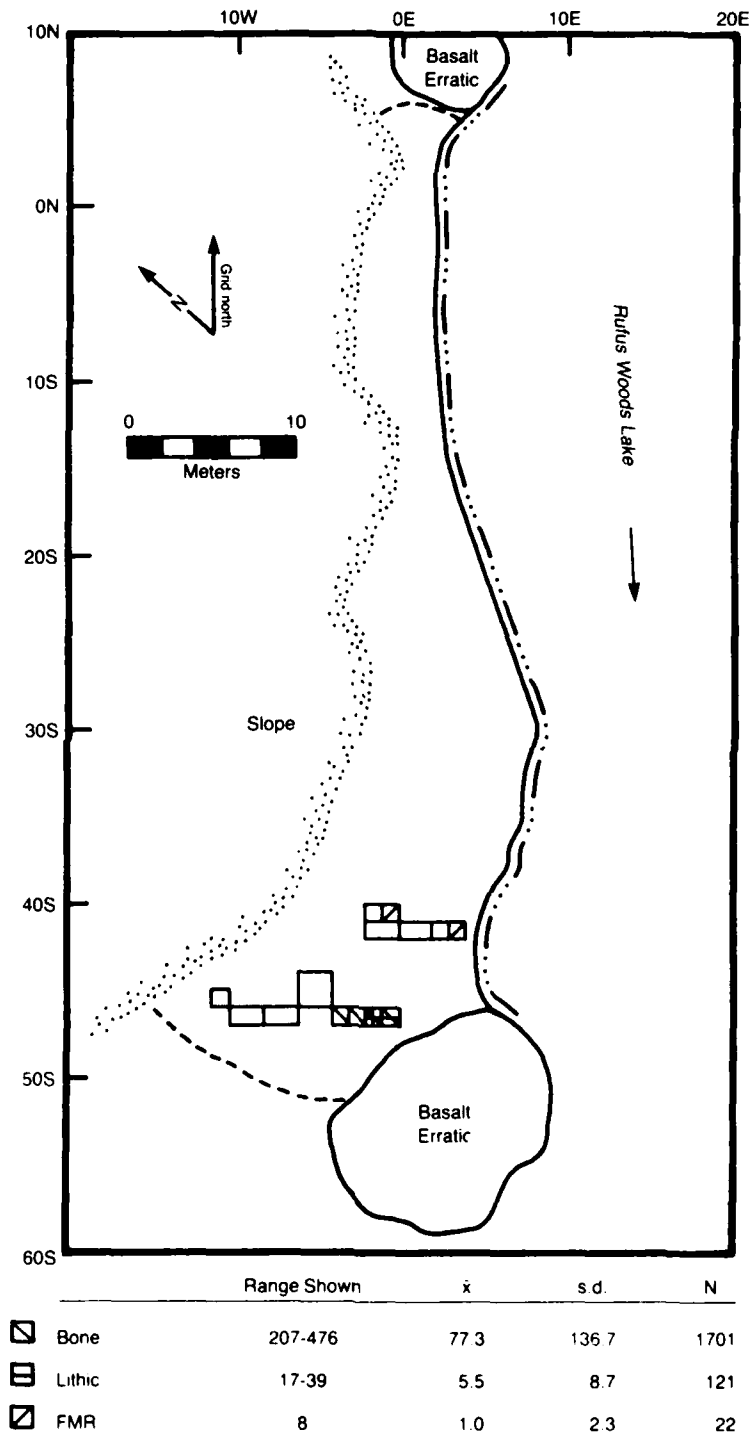 10W 0E 10E 20E
10N
Basalt
Erratic
0N
Grid north
N
10S
0 10
Meters
Rufus Woods Lake
20S
Slope
30S
40S
50S
Basalt
Erratic
60S
Range Shown x̄ s.d. N
Bone 207-476 77.3 136.7 1701
Lithic 17-39 5.5 8.7 121
FMR 8 1.0 2.3 22